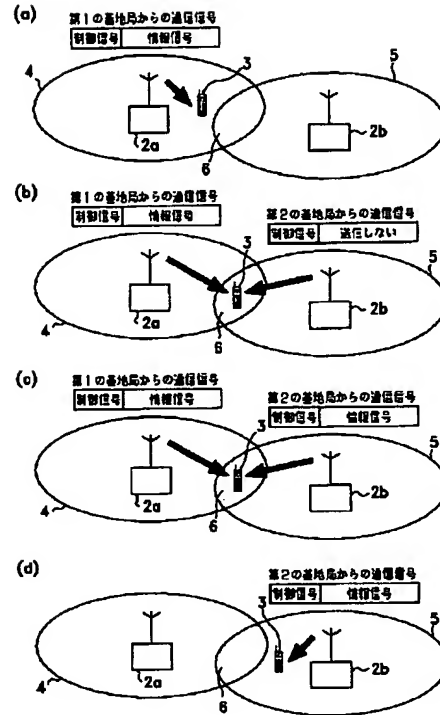 (a)
第1の基地局からの通信信号
制御信号 情報信号
4
3
5
2a
6
2b
(b)
第1の基地局からの通信信号
制御信号 情報信号
第2の基地局からの通信信号
制御信号 送信しない
3
5
2a
2b
4
6
(c)
第1の基地局からの通信信号
制御信号 情報信号
第2の基地局からの通信信号
制御信号 情報信号
3
5
2a
2b
4
6
(d)
第2の基地局からの通信信号
制御信号 情報信号
3
5
2a
2b
4
6